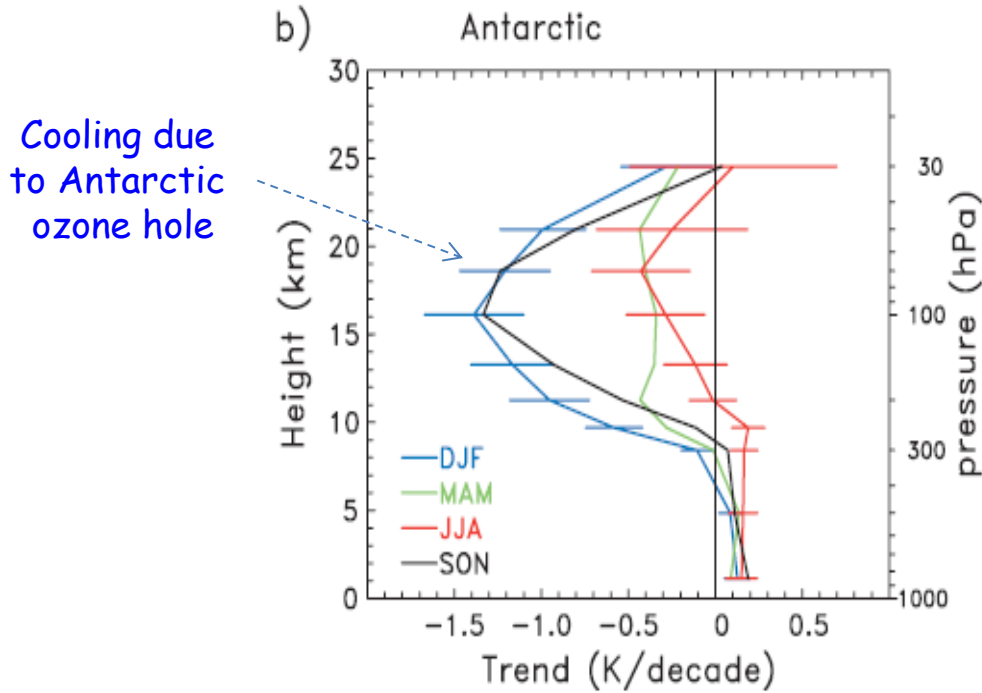 b) Antarctic
Cooling due
to Antarctic
ozone hole
Height (km)
30
25
20
15
10
5
0
DJF
MAM
JJA
SON
30
100
300
1000
pressure (hPa)
-1.5 -1.0 -0.5 0 0.5
Trend (K/decade)